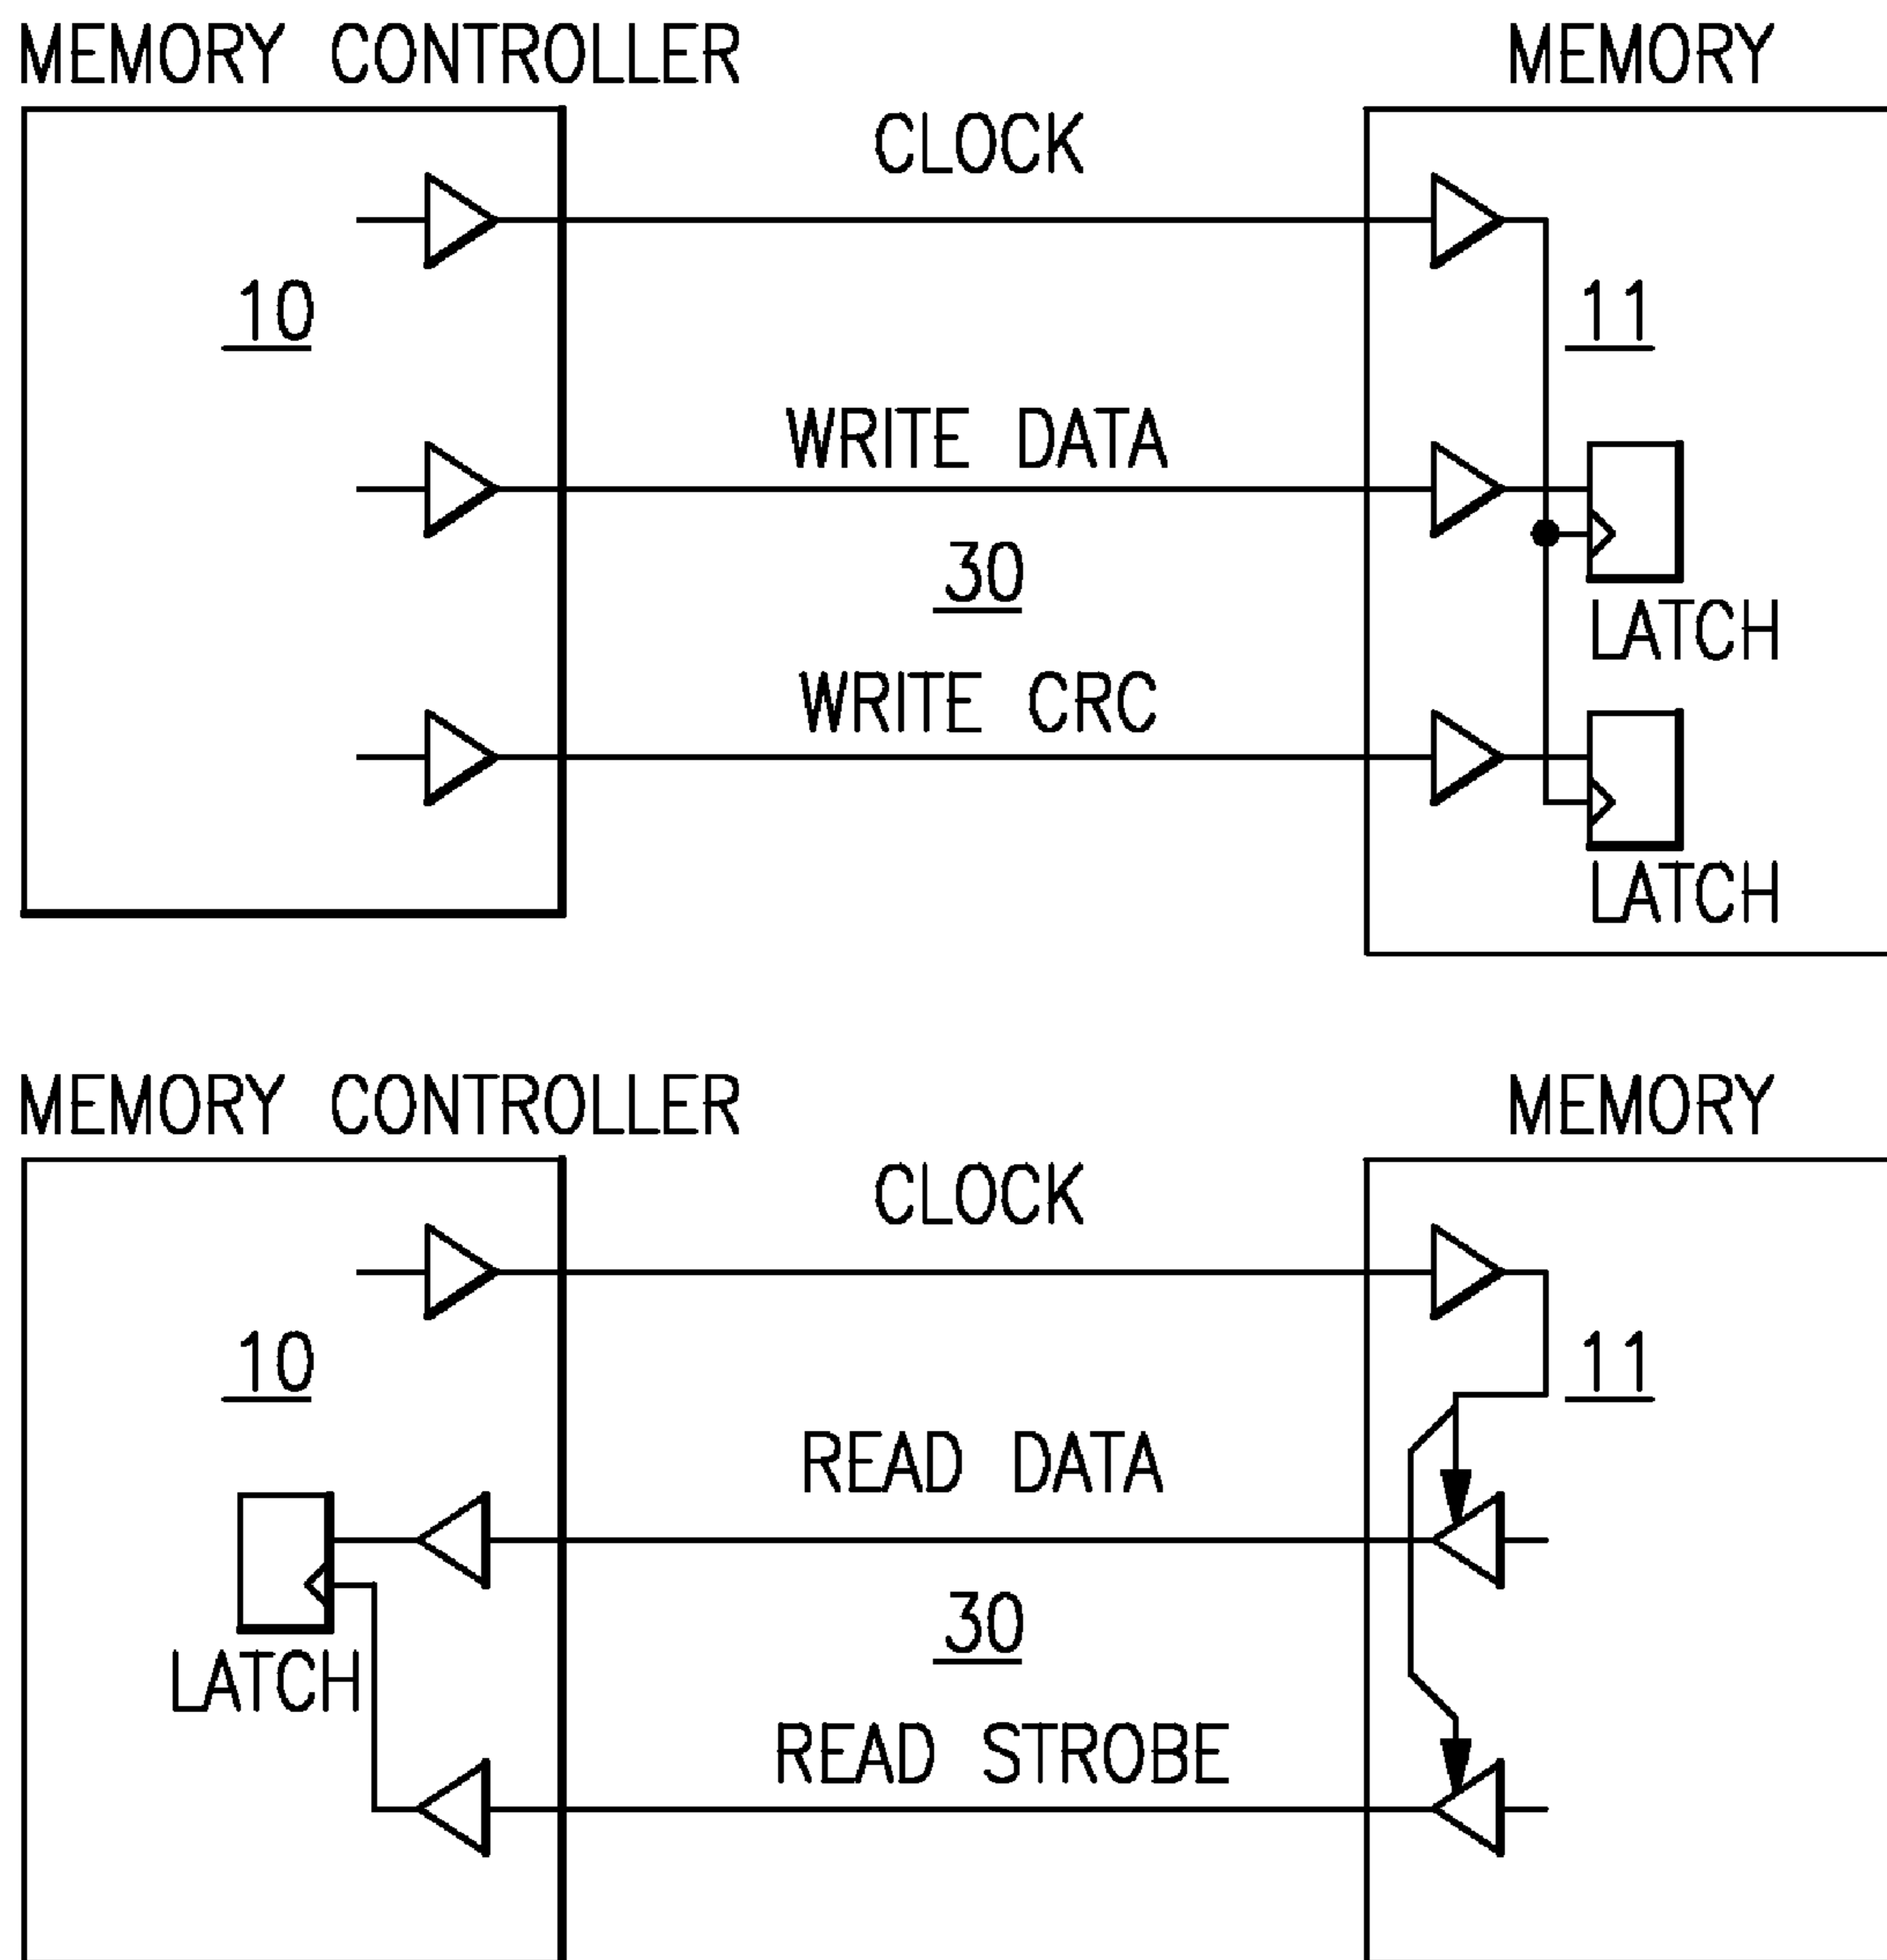 MEMORY CONTROLLER MEMORY
CLOCK
10 11
WRITE DATA
30
LATCH
WRITE CRC
LATCH
MEMORY CONTROLLER MEMORY
CLOCK
10 11
READ DATA
30
LATCH
READ STROBE